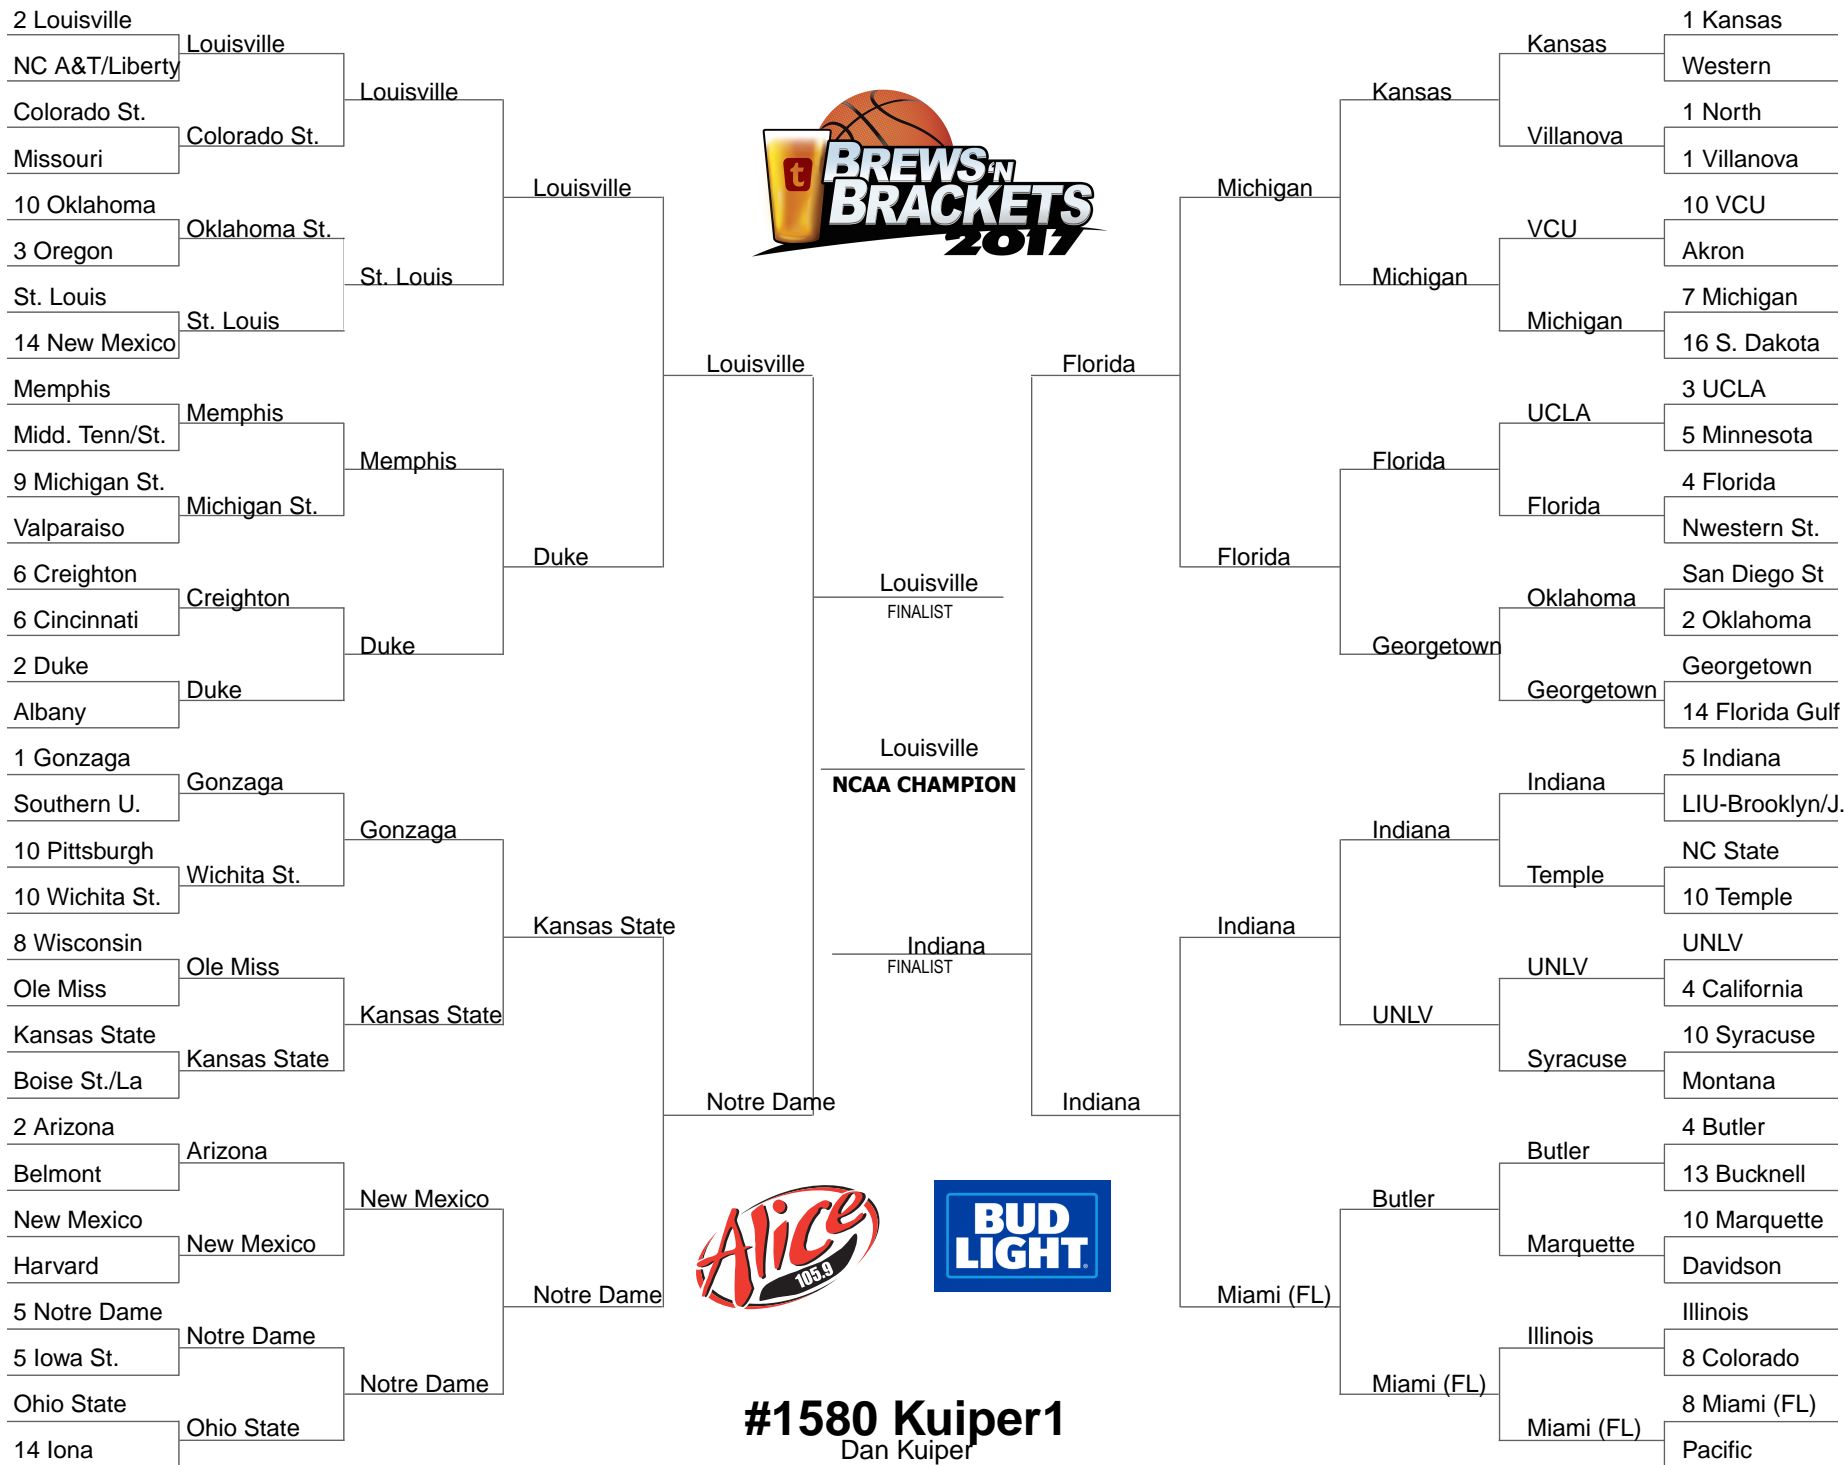 2 Louisville
NC A&T/Liberty
Colorado St.
Missouri
10 Oklahoma
3 Oregon
St. Louis
14 New Mexico
Memphis
Midd. Tenn/St.
9 Michigan St.
Valparaiso
6 Creighton
6 Cincinnati
2 Duke
Albany
1 Gonzaga
Southern U.
10 Pittsburgh
10 Wichita St.
8 Wisconsin
Ole Miss
Kansas State
Boise St./La
2 Arizona
Belmont
New Mexico
Harvard
5 Notre Dame
5 Iowa St.
Ohio State
14 Iona
Louisville
Colorado St.
Oklahoma St.
St. Louis
Memphis
Michigan St.
Creighton
Duke
Gonzaga
Wichita St.
Ole Miss
Kansas State
Arizona
New Mexico
Notre Dame
Ohio State
Louisville
St. Louis
Memphis
Duke
Gonzaga
Kansas State
New Mexico
Notre Dame
Louisville
Duke
Kansas State
Notre Dame
Louisville
Notre Dame
t
BREWS 'N
BRACKETS
2017
Louisville
FINALIST
Louisville
NCAA CHAMPION
Indiana
FINALIST
Alice
105.9
BUD
LIGHT
#1580 Kuiper1
Dan Kuiper
Florida
Indiana
Michigan
Florida
Indiana
Miami (FL)
Kansas
Michigan
Florida
Georgetown
Indiana
UNLV
Butler
Miami (FL)
Kansas
Villanova
VCU
Michigan
UCLA
Florida
Oklahoma
Georgetown
Indiana
Temple
UNLV
Syracuse
Butler
Marquette
Illinois
Miami (FL)
1 Kansas
Western
1 North
1 Villanova
10 VCU
Akron
7 Michigan
16 S. Dakota
3 UCLA
5 Minnesota
4 Florida
Nwestern St.
San Diego St
2 Oklahoma
Georgetown
14 Florida Gulf
5 Indiana
LIU-Brooklyn/J.
NC State
10 Temple
UNLV
4 California
10 Syracuse
Montana
4 Butler
13 Bucknell
10 Marquette
Davidson
Illinois
8 Colorado
8 Miami (FL)
Pacific